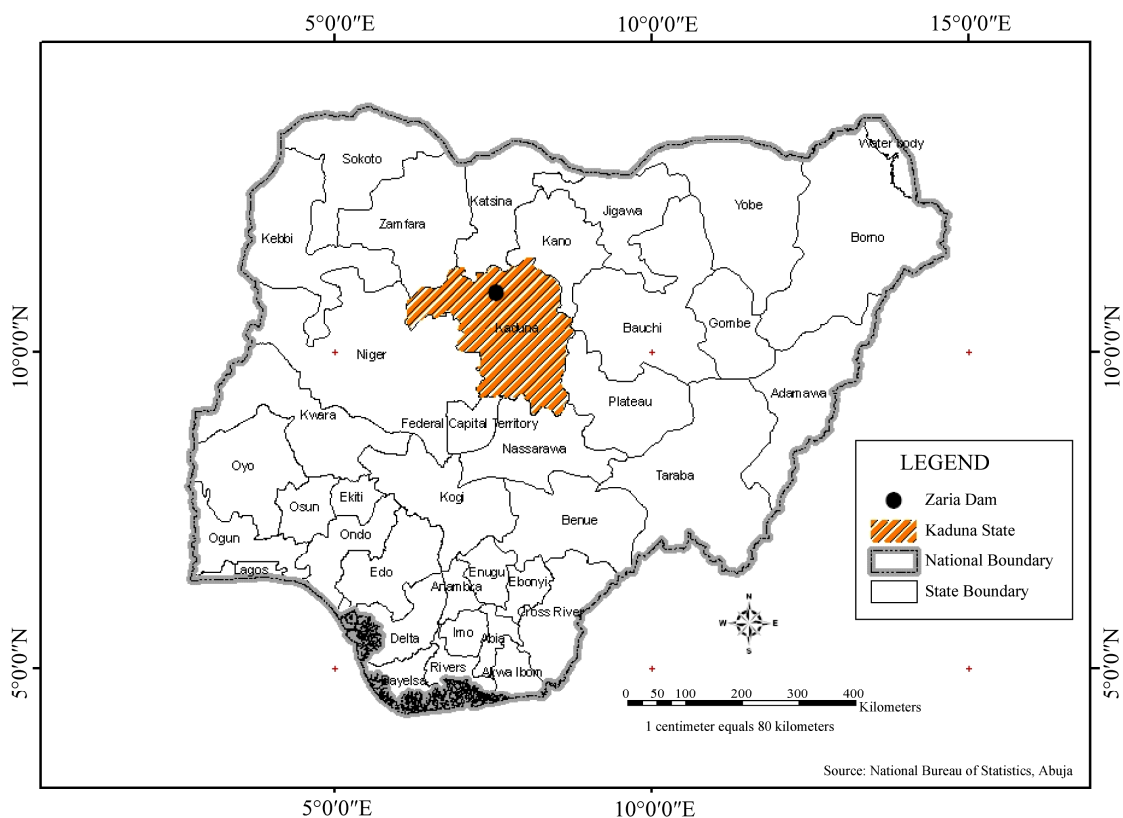 5°0'0"E
10°0'0"E
15°0'0"E
Water body
Sokoto
Katsina
Yobe
Jigawa
Zamfara
Kano
Kebbi
Borno
Kaduna
Bauchi
Gombe
10°0'0"N
10°0'0"N
Niger
Adamawa
Plateau
Kwara
Federal Capital Territory
Nassarawa
Oyo
Taraba
Kogi
Ekiti
Osun
Benue
Ondo
Ogun
Lagos
Edo
Enugu
Anambra
Ebonyi
Cross River
Delta
Imo
Abia
Rivers
Akwa Ibom
Bayelsa
LEGEND
Zaria Dam
Kaduna State
National Boundary
State Boundary
N
W
E
S
5°0'0"N
5°0'0"N
0 50 100 200 300 400
Kilometers
1 centimeter equals 80 kilometers
Source: National Bureau of Statistics, Abuja
5°0'0"E
10°0'0"E